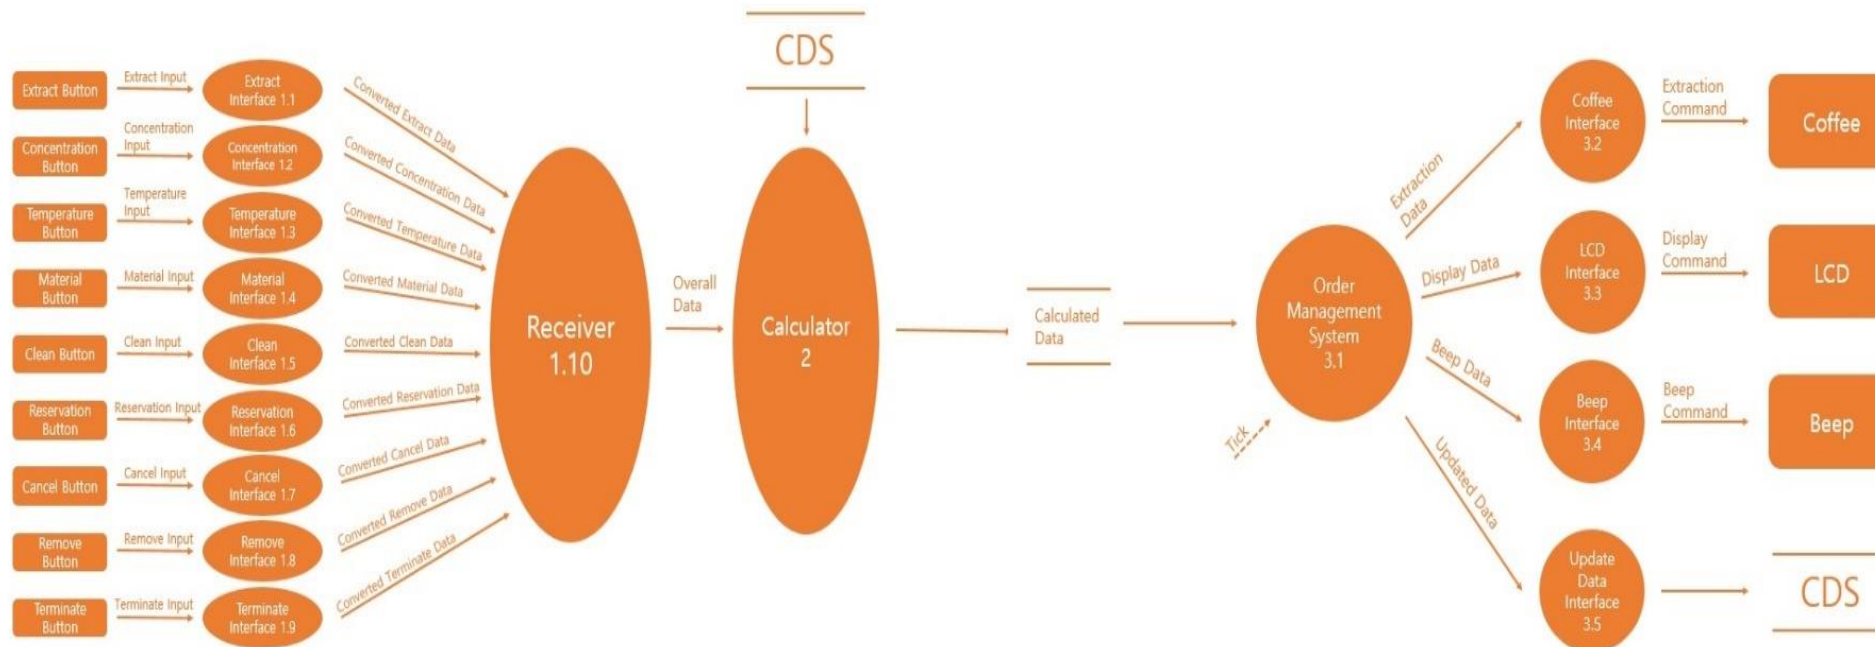 CDS
Extract Button
Extract Input
Extract
Interface 1.1
Converted Extract Data
Concentration
Button
Concentration
Input
Concentration
Interface 1.2
Converted Concentration Data
Temperature
Button
Temperature
Input
Temperature
Interface 1.3
Converted Temperature Data
Material
Button
Material Input
Material
Interface 1.4
Converted Material Data
Clean Button
Clean Input
Clean
Interface 1.5
Converted Clean Data
Reservation
Button
Reservation Input
Reservation
Interface 1.6
Converted Reservation Data
Cancel Button
Cancel Input
Cancel
Interface 1.7
Converted Cancel Data
Remove
Button
Remove Input
Remove
Interface 1.8
Converted Remove Data
Terminate
Button
Terminate Input
Terminate
Interface 1.9
Converted Terminate Data
Receiver
1.10
Overall
Data
Calculator
2
Calculated
Data
Order
Management
System
3.1
Tick
Extraction
Data
Coffee
Interface
3.2
Extraction
Command
Coffee
Display Data
LCD
Interface
3.3
Display
Command
LCD
Beep Data
Beep
Interface
3.4
Beep
Command
Beep
Updated Data
Update
Data
Interface
3.5
CDS